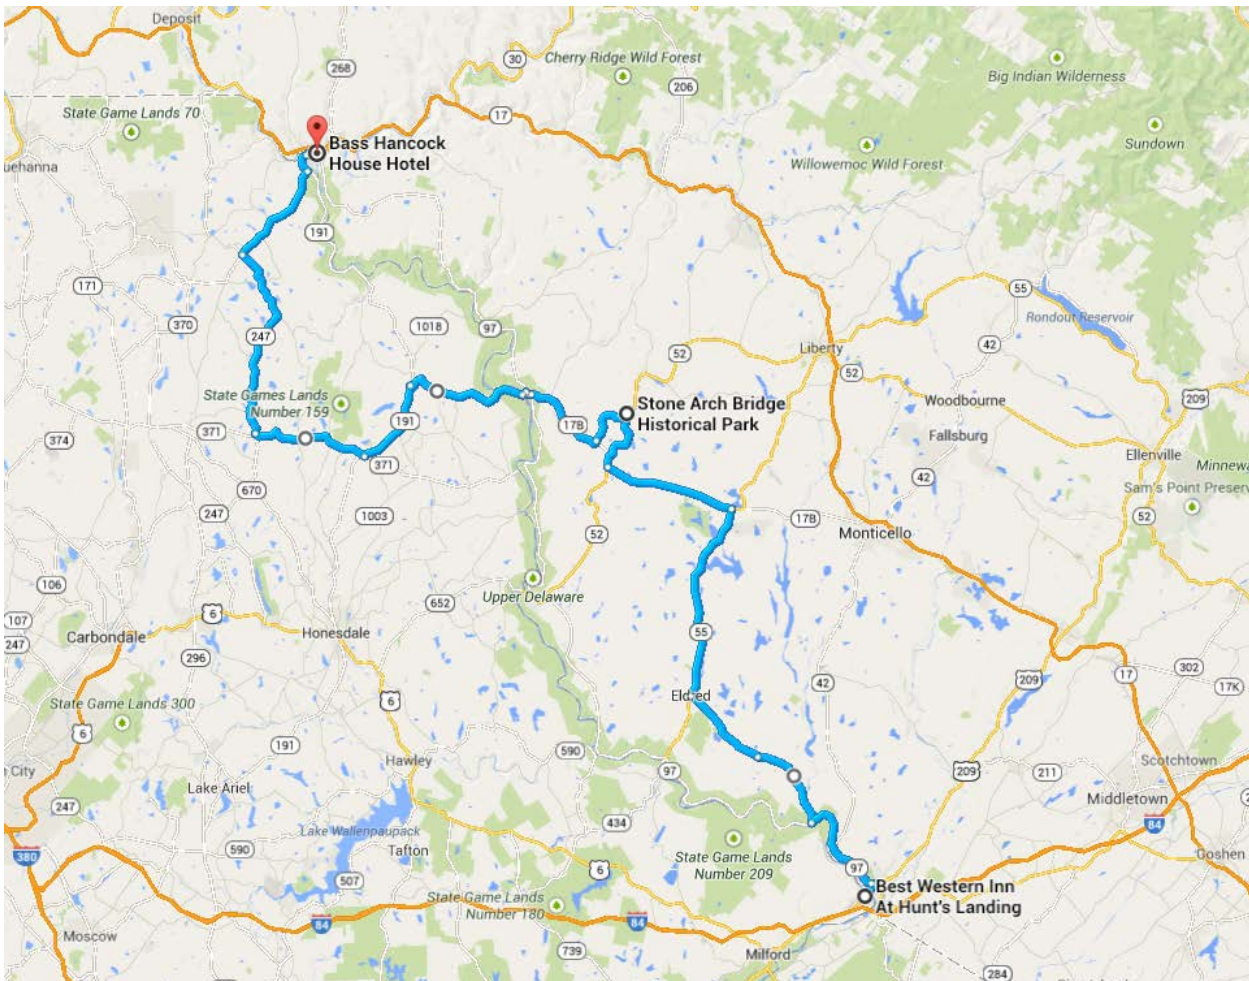 Deposit
268
30
Cherry Ridge Wild Forest
206
Big Indian Wilderness
State Game Lands 70
17
Bass Hancock
House Hotel
Sundown
uehanna
Willowemoc Wild Forest
191
171
55
Rondout Reservoir
370
1018
97
247
42
52
Liberty
52
State Games Lands
Number 159
Woodbourne
209
Stone Arch Bridge
Historical Park
374
371
191
17B
Fallsburg
Ellenville
371
42
Minnewa
670
Sam's Point Preserv
247
1003
17B
52
Monticello
52
106
Upper Delaware
652
6
107
Carbondale
Honesdale
247
55
296
302
17
17K
42
209
Eldred
State Game Lands 300
6
6
191
590
97
Hawley
Scotchtown
n City
209
211
Lake Ariel
Middletown
247
Lake Wallenpaupack
434
84
590
Tafton
State Game Lands
Number 209
Goshen
380
97
6
507
Best Western Inn
At Hunt's Landing
State Game Lands
Number 180
84
84
Moscow
739
Milford
284